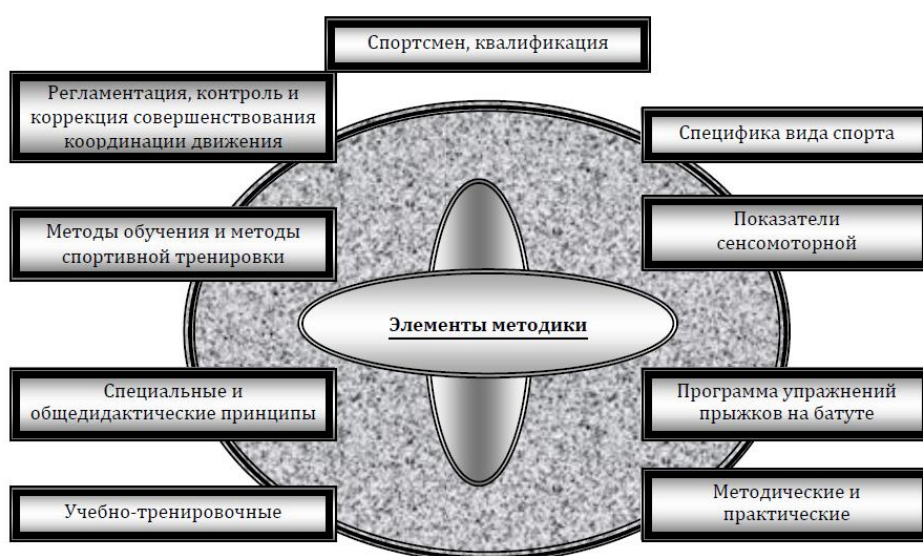 Спортсмен, квалификация
Регламентация, контроль и
коррекция совершенствования
координации движения
Специфика вида спорта
Методы обучения и методы
спортивной тренировки
Показатели
сенсомоторной
Элементы методики
Специальные и
общедидактические принципы
Программа упражнений
прыжков на батуте
Учебно-тренировочные
Методические и
практические